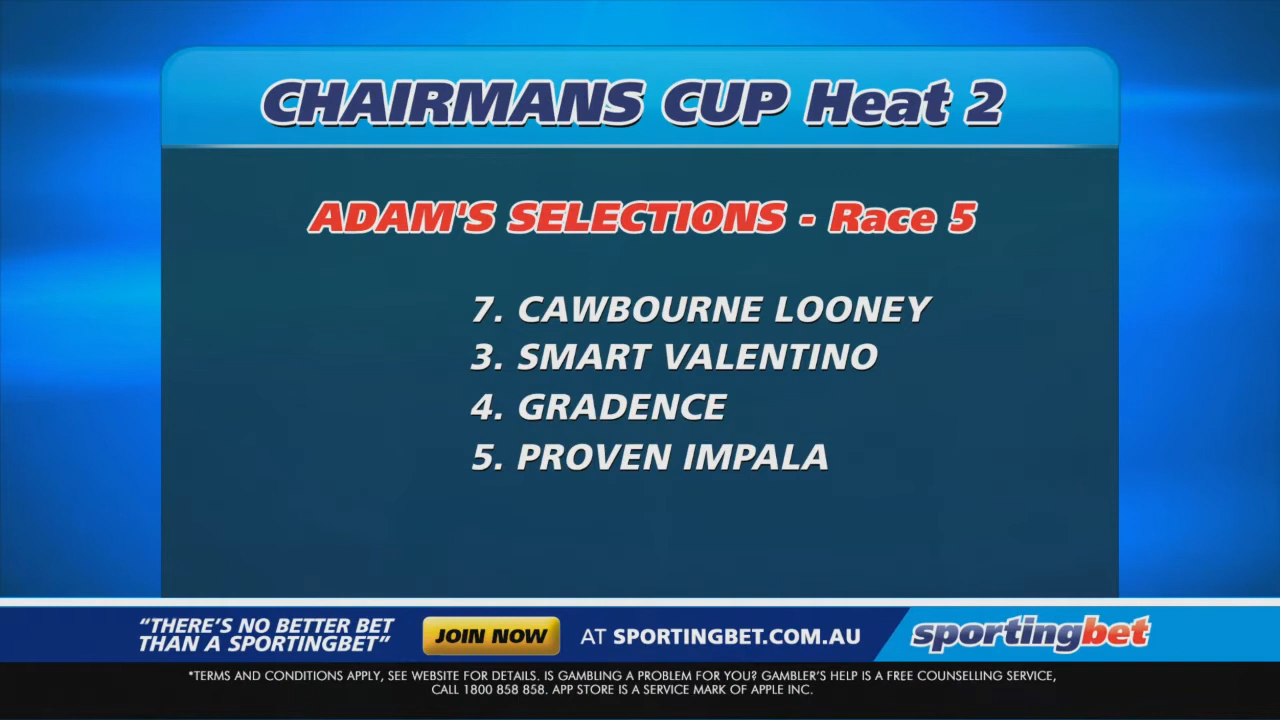 CHAIRMANS CUP Heat 2
ADAM'S SELECTIONS - Race 5
7. CAWBOURNE LOONEY
3. SMART VALENTINO
4. GRADENCE
5. PROVEN IMPALA
“THERE'S NO BETTER BET
THAN A SPORTINGBET”
JOIN NOW
AT SPORTINGBET.COM.AU
sportingbet
*TERMS AND CONDITIONS APPLY, SEE WEBSITE FOR DETAILS. IS GAMBLING A PROBLEM FOR YOU? GAMBLER'S HELP IS A FREE COUNSELLING SERVICE,
CALL 1800 858 858. APP STORE IS A SERVICE MARK OF APPLE INC.